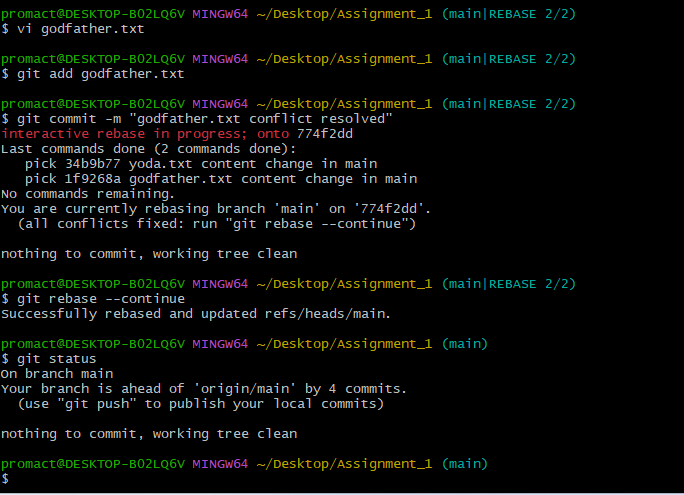 promact@DESKTOP-B02LQ6V MINGW64 ~/Desktop/Assignment_1 (main|REBASE 2/2)
$ vi godfather.txt
promact@DESKTOP-B02LQ6V MINGW64 ~/Desktop/Assignment_1 (main|REBASE 2/2)
$ git add godfather.txt
promact@DESKTOP-B02LQ6V MINGW64 ~/Desktop/Assignment_1 (main|REBASE 2/2)
$ git commit -m "godfather.txt conflict resolved"
interactive rebase in progress; onto 774f2dd
Last commands done (2 commands done):
   pick 34b9b77 yoda.txt content change in main
   pick 1f9268a godfather.txt content change in main
No commands remaining.
You are currently rebasing branch 'main' on '774f2dd'.
  (all conflicts fixed: run "git rebase --continue")
nothing to commit, working tree clean
promact@DESKTOP-B02LQ6V MINGW64 ~/Desktop/Assignment_1 (main|REBASE 2/2)
$ git rebase --continue
Successfully rebased and updated refs/heads/main.
promact@DESKTOP-B02LQ6V MINGW64 ~/Desktop/Assignment_1 (main)
$ git status
On branch main
Your branch is ahead of 'origin/main' by 4 commits.
  (use "git push" to publish your local commits)
nothing to commit, working tree clean
promact@DESKTOP-B02LQ6V MINGW64 ~/Desktop/Assignment_1 (main)
$